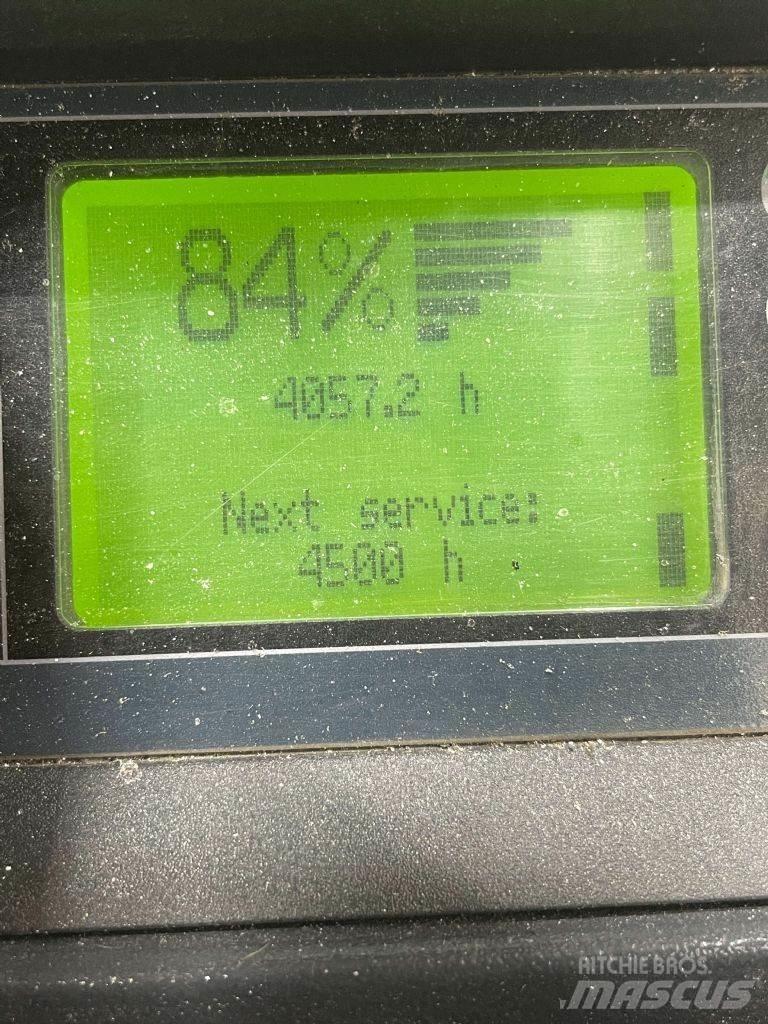 84%
4057.2 h
Next service:
4500 h
RITCHIE BROS.
MASCUS